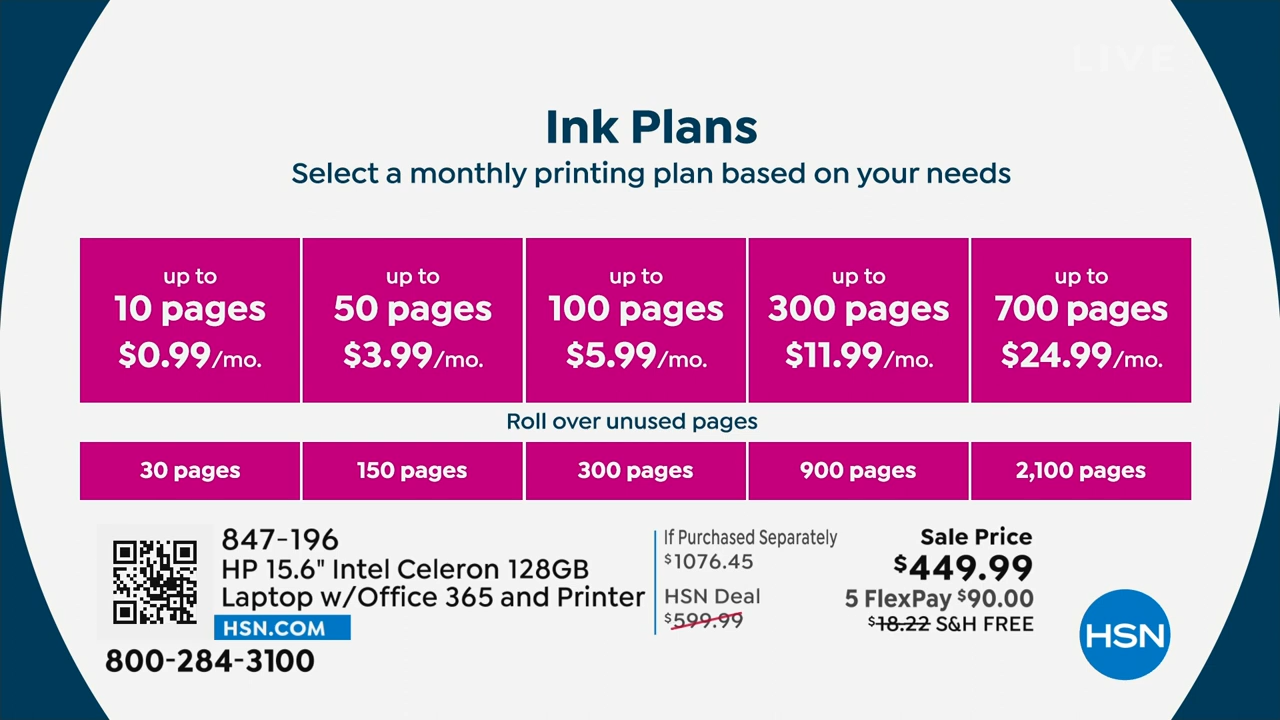 LIVE
Ink Plans
Select a monthly printing plan based on your needs
up to
10 pages
$0.99/mo.
up to
50 pages
$3.99/mo.
up to
100 pages
$5.99/mo.
up to
300 pages
$11.99/mo.
up to
700 pages
$24.99/mo.
Roll over unused pages
30 pages
150 pages
300 pages
900 pages
2,100 pages
847-196
HP 15.6" Intel Celeron 128GB
Laptop w/Office 365 and Printer
HSN.COM
800-284-3100
If Purchased Separately
$1076.45
HSN Deal
$599.99
Sale Price
$449.99
5 FlexPay $90.00
$18.22 S&H FREE
HSN